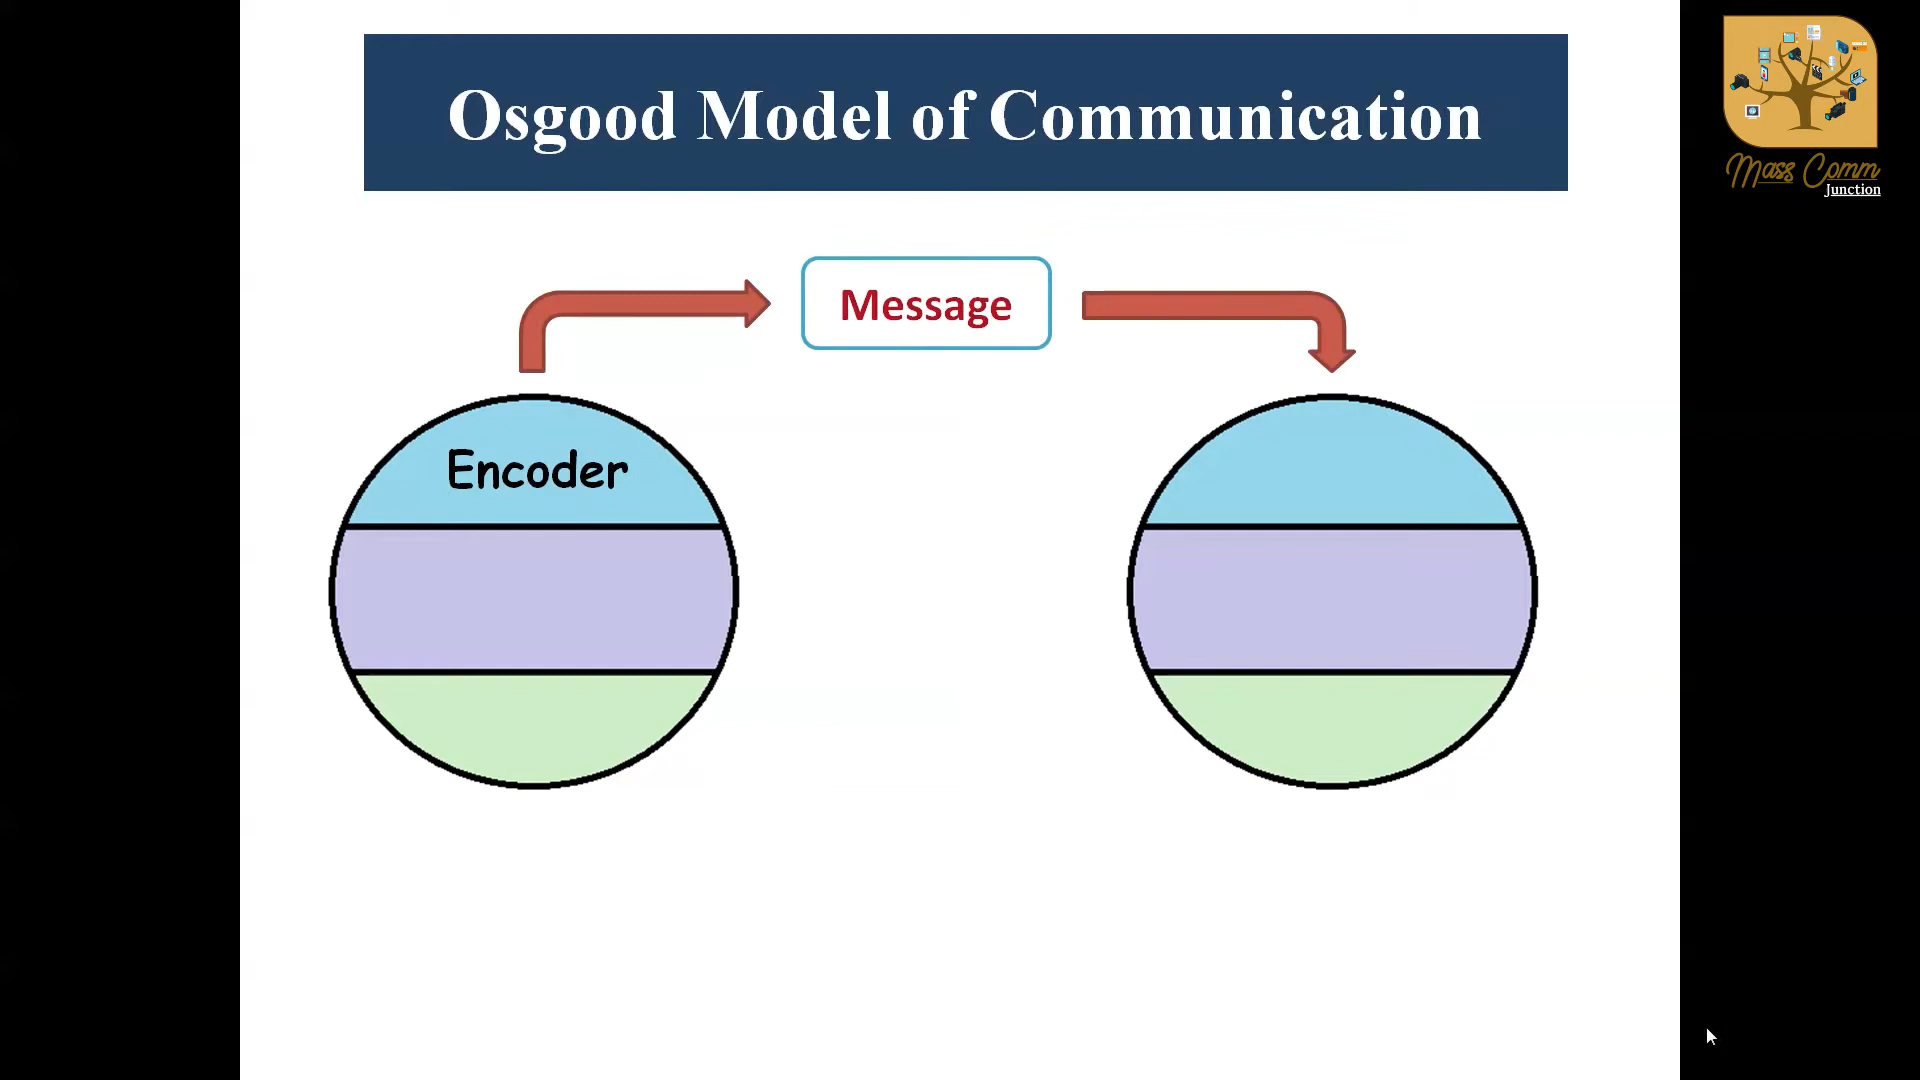 Osgood Model of Communication
Mass Comm
Junction
Message
Encoder